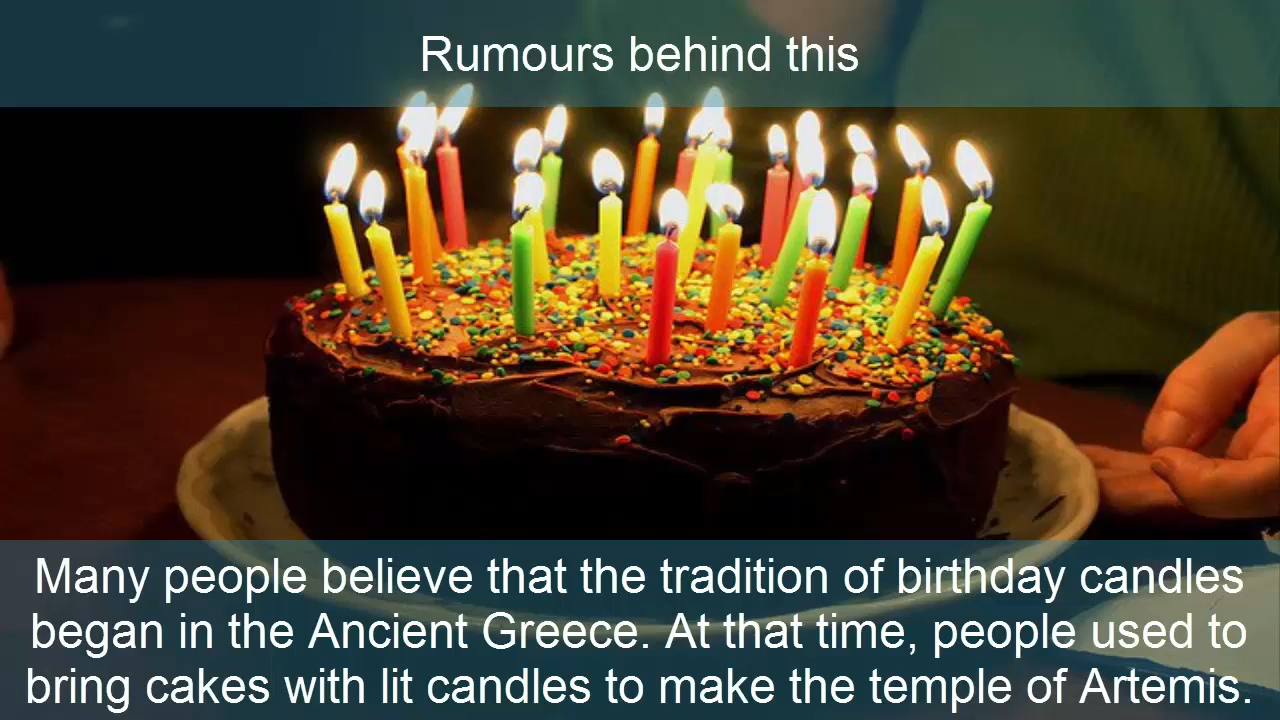 Rumours behind this
Many people believe that the tradition of birthday candles
began in the Ancient Greece. At that time, people used to
bring cakes with lit candles to make the temple of Artemis.